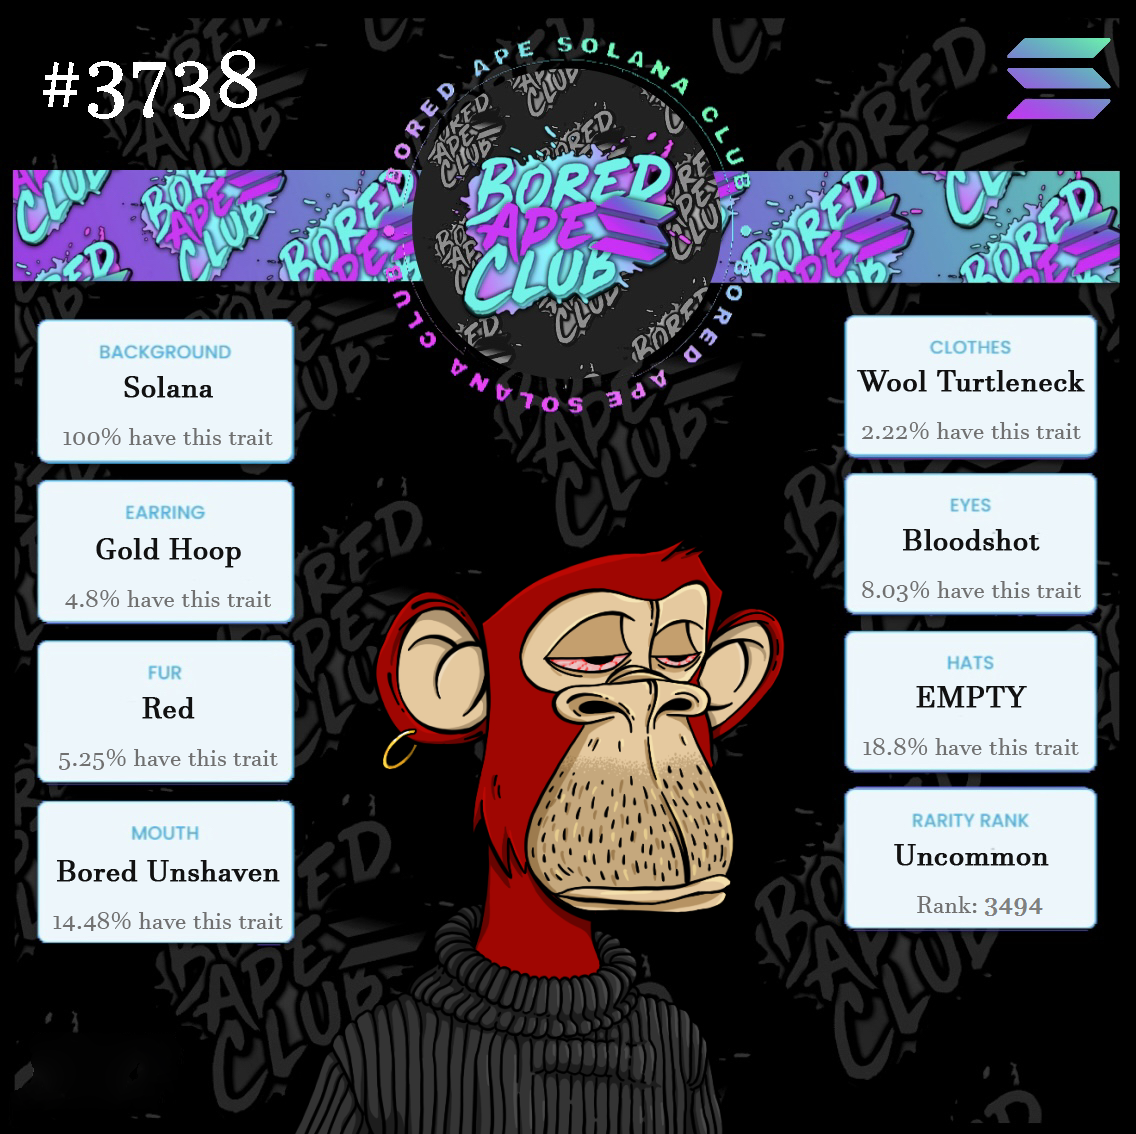 #3738
BORED APE SOLANA CLUB
BORED APE SOLANA CLUB
BORED
APE
CLUB
BACKGROUND
Solana
100% have this trait
EARRING
Gold Hoop
4.8% have this trait
FUR
Red
5.25% have this trait
MOUTH
Bored Unshaven
14.48% have this trait
CLOTHES
Wool Turtleneck
2.22% have this trait
EYES
Bloodshot
8.03% have this trait
HATS
EMPTY
18.8% have this trait
RARITY RANK
Uncommon
Rank: 3494